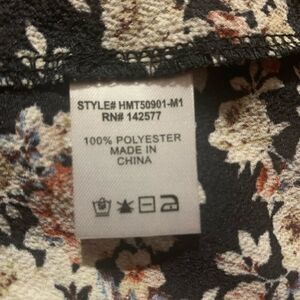 STYLE# HMT50901-M1
RN# 142577
100% POLYESTER
MADE IN
CHINA